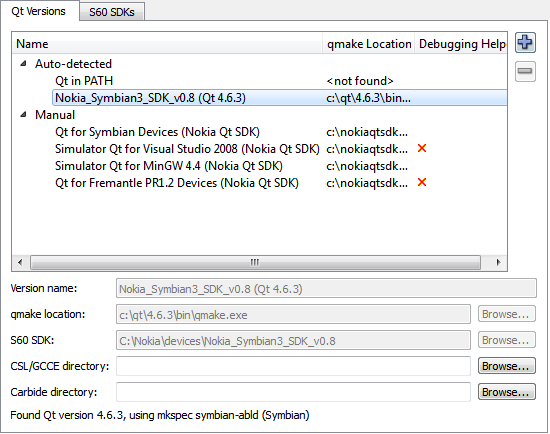 Qt Versions S60 SDKs
Name qmake Location Debugging Helpe
Auto-detected
Qt in PATH <not found>
Nokia_Symbian3_SDK_v0.8 (Qt 4.6.3) c:\qt\4.6.3\bin...
Manual
Qt for Symbian Devices (Nokia Qt SDK) c:\nokiaqtsdk...
Simulator Qt for Visual Studio 2008 (Nokia Qt SDK) c:\nokiaqtsdk...
Simulator Qt for MinGW 4.4 (Nokia Qt SDK) c:\nokiaqtsdk...
Qt for Fremantle PR1.2 Devices (Nokia Qt SDK) c:\nokiaqtsdk...
Version name: Nokia_Symbian3_SDK_v0.8 (Qt 4.6.3)
qmake location: c:\qt\4.6.3\bin\qmake.exe Browse...
S60 SDK: C:\Nokia\devices\Nokia_Symbian3_SDK_v0.8 Browse...
CSL/GCCE directory: Browse...
Carbide directory: Browse...
Found Qt version 4.6.3, using mkspec symbian-abld (Symbian)